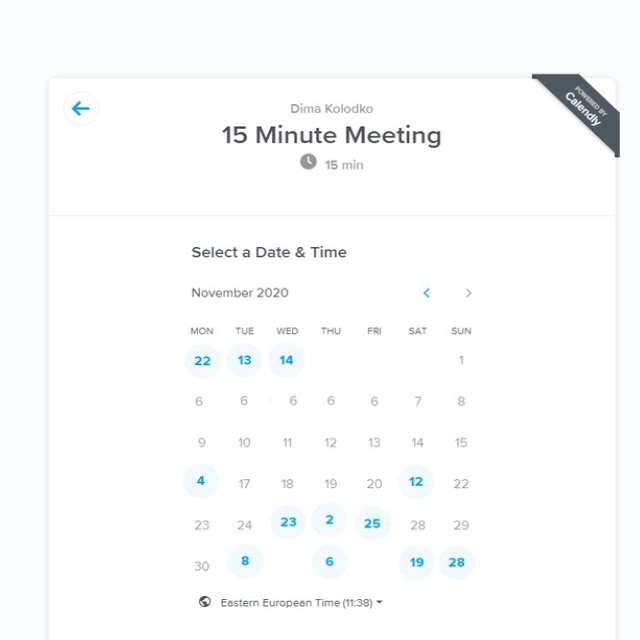 Dima Kolodko
15 Minute Meeting
15 min
POWERED BY
Calendly
Select a Date & Time
November 2020
MON TUE WED THU FRI SAT SUN
22 13 14 1
6 6 6 6 6 7 8
9 10 11 12 13 14 15
4 17 18 19 20 12 22
23 24 23 2 25 28 29
30 8 6 19 28
Eastern European Time (11:38)